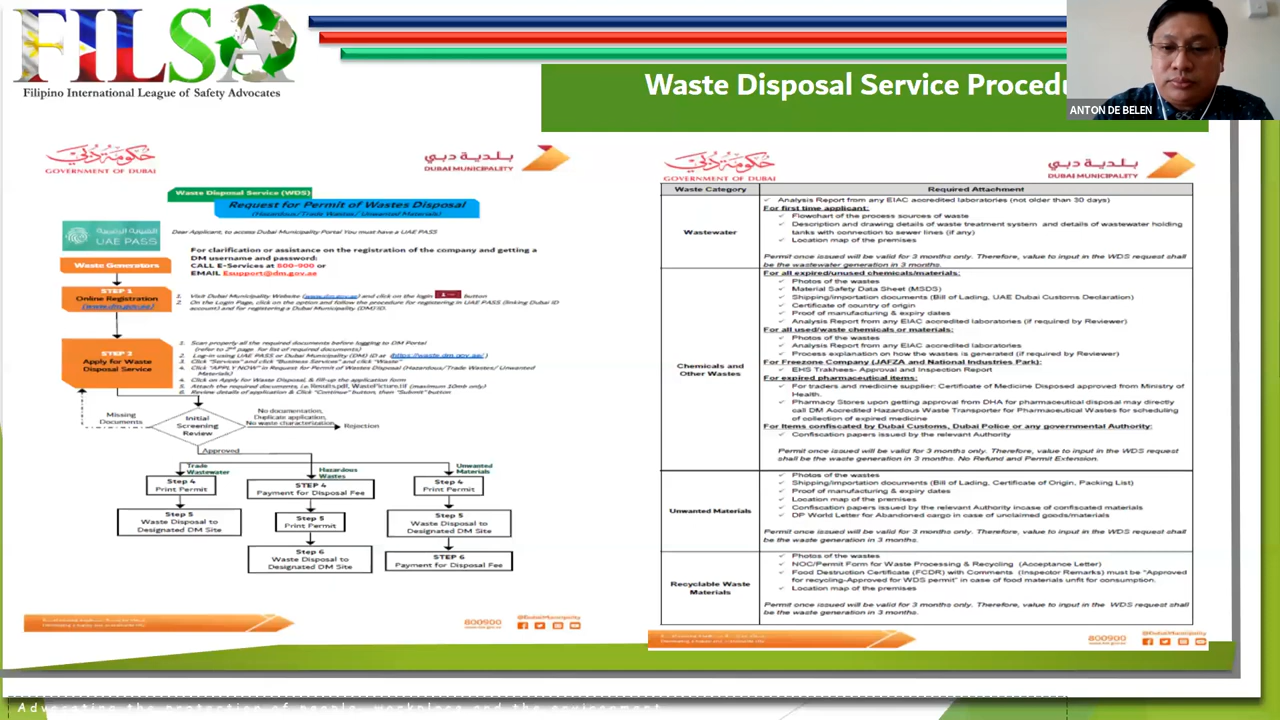 FILSA
Filipino International League of Safety Advocates
Waste Disposal Service Procedu
ANTON DE BELEN
حكومة دبي
GOVERNMENT OF DUBAI
بلدية دبي
DUBAI MUNICIPALITY
Waste Disposal Service (WDS)
Request for Permit of Wastes Disposal
(Hazardous/Trade Wastes/ Unwanted Materials)
الهوية الرقمية
UAE PASS
Dear Applicant, to access Dubai Municipality Portal You must have a UAE PASS
For clarification or assistance on the registration of the company and getting a
DM username and password:
CALL E-Services at 800-900 or
EMAIL Esupport@dm.gov.ae
Waste Generators
STEP 1
Online Registration
(www.dm.gov.ae)
1. Visit Dubai Municipality Website (www.dm.gov.ae) and click on the login button
2. On the Login Page, click on the option and follow the procedure for registering in UAE PASS (linking Dubai ID
account) and for registering a Dubai Municipality (DM) ID.
STEP 2
Apply for Waste
Disposal Service
1. Scan properly all the required documents before logging to DM Portal
(refer to 2nd page for list of required documents)
2. Log-in using UAE PASS or Dubai Municipality (DM) ID at (https://waste.dm.gov.ae/)
3. Click "Services" and click "Business Services" and Click "Waste"
4. Click "APPLY NOW" in Request for Permit of Wastes Disposal (Hazardous/Trade Wastes/ Unwanted
Materials)
4. Click on Apply for Waste Disposal, & fill-up the application form
5. Attach the required documents, i.e. (maximum 10mb only)
6. Review details of application & Click "Continue" button, then "Submit" button
Missing
Documents
Initial
Screening
Review
No documentation,
Duplicate application,
No waste characterization
Rejection
Approved
Trade
Wastewater
Hazardous
Wastes
Unwanted
Materials
Step 4
Print Permit
STEP 4
Payment for Disposal Fee
Step 4
Print Permit
Step 5
Waste Disposal to
Designated DM Site
Step 5
Print Permit
Step 5
Waste Disposal to
Designated DM Site
Step 6
Waste Disposal to
Designated DM Site
STEP 6
Payment for Disposal Fee
800900
@DubaiMunicipality
حكومة دبي
GOVERNMENT OF DUBAI
بلدية دبي
DUBAI MUNICIPALITY
Waste Category Required Attachment
Wastewater
✓ Analysis Report from any EIAC accredited laboratories (not older than 30 days)
For first time applicant:
✓ Flowchart of the process sources of waste
✓ Description and drawing details of waste treatment system and details of wastewater holding
tanks with connection to sewer lines (if any)
✓ Location map of the premises
Permit once issued will be valid for 3 months only. Therefore, value to input in the WDS request shall
be the wastewater generation in 3 months.
Chemicals and
Other Wastes
For all expired/unused chemicals/materials:
✓ Photos of the wastes
✓ Material Safety Data Sheet (MSDS)
✓ Shipping/importation documents (Bill of Lading, UAE Dubai Customs Declaration)
✓ Certificate of country of origin
✓ Proof of manufacturing & expiry dates
✓ Analysis Report from any EIAC accredited laboratories (if required by Reviewer)
For all used/waste chemicals or materials:
✓ Photos of the wastes
✓ Analysis Report from any EIAC accredited laboratories
✓ Process explanation on how the wastes is generated (if required by Reviewer)
For Freezone Company (JAFZA and National Industries Park):
✓ EHS Trakhees- Approval and Inspection Report
For expired pharmaceutical items:
✓ For traders and medicine supplier: Certificate of Medicine Disposed approved from Ministry of
Health.
✓ Pharmacy Stores upon getting approval from DHA for pharmaceutical disposal may directly
call DM Accredited Hazardous Waste Transporter for Pharmaceutical Wastes for scheduling
of collection of expired medicine
For Items confiscated by Dubai Customs, Dubai Police or any governmental Authority:
✓ Confiscation papers issued by the relevant Authority
Permit once issued will be valid for 3 months only. Therefore, value to input in the WDS request
shall be the waste generation in 3 months. No Refund and Permit Extension.
Unwanted Materials
✓ Photos of the wastes
✓ Shipping/importation documents (Bill of Lading, Certificate of Origin, Packing List)
✓ Proof of manufacturing & expiry dates
✓ Location map of the premises
✓ Confiscation papers issued by the relevant Authority incase of confiscated materials
✓ DP World Letter for Abandoned cargo in case of unclaimed goods/materials
Permit once issued will be valid for 3 months only. Therefore, value to input in the WDS request shall
be the waste generation in 3 months.
Recyclable Waste
Materials
✓ Photos of the wastes
✓ NOC/Permit Form for Waste Processing & Recycling (Acceptance Letter)
✓ Food Destruction Certificate (FCDR) with Comments (Inspector Remarks) must be "Approved
for recycling-Approved for WDS permit" in case of food materials unfit for consumption.
✓ Location map of the premises
Permit once issued will be valid for 3 months only. Therefore, value to input in the WDS request shall
be the waste generation in 3 months.
800900
@DubaiMunicipality
Advocating the protection of people, workplace and the environment